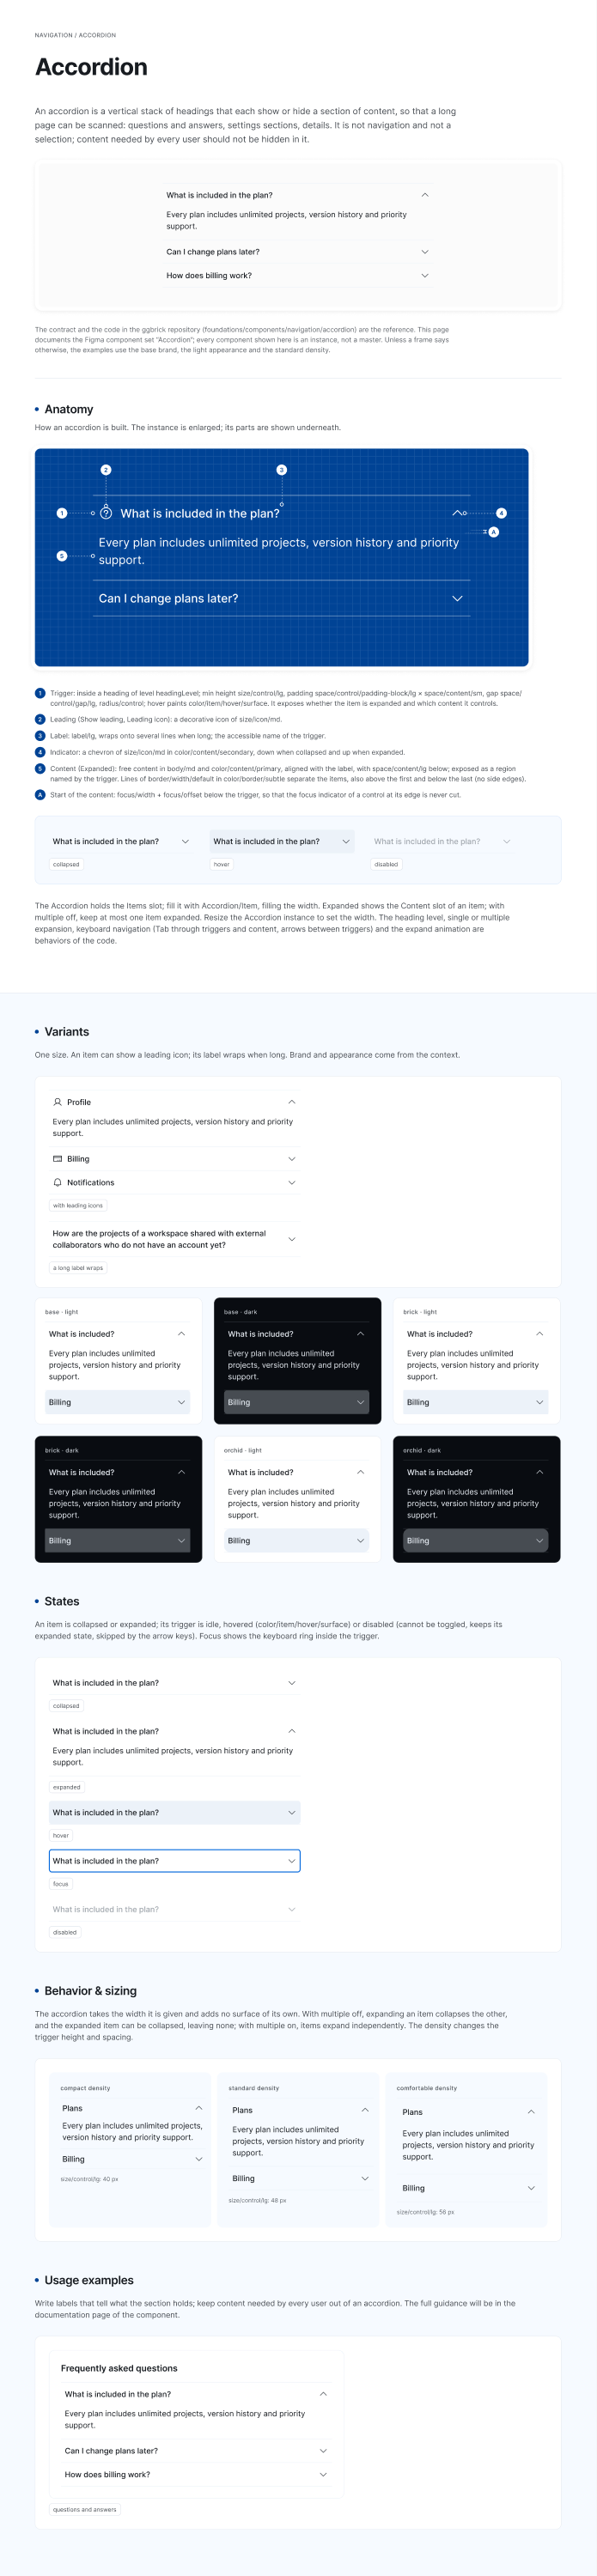 NAVIGATION / ACCORDION
Accordion
An accordion is a vertical stack of headings that each show or hide a section of content, so that a long
page can be scanned: questions and answers, settings sections, details. It is not navigation and not a
selection; content needed by every user should not be hidden in it.
What is included in the plan?
Every plan includes unlimited projects, version history and priority
support.
Can I change plans later?
How does billing work?
The contract and the code in the ggbrick repository (foundations/components/navigation/accordion) are the reference. This page
documents the Figma component set "Accordion"; every component shown here is an instance, not a master. Unless a frame says
otherwise, the examples use the base brand, the light appearance and the standard density.
Anatomy
How an accordion is built. The instance is enlarged; its parts are shown underneath.
2
3
1
What is included in the plan?
4
A
5
Every plan includes unlimited projects, version history and priority
support.
Can I change plans later?
1 Trigger: inside a heading of level headingLevel; min height size/control/lg, padding space/control/padding-block/lg × space/content/sm, gap space/
control/gap/lg, radius/control; hover paints color/item/hover/surface. It exposes whether the item is expanded and which content it controls.
2 Leading (Show leading, Leading icon): a decorative icon of size/icon/md.
3 Label: label/lg, wraps onto several lines when long; the accessible name of the trigger.
4 Indicator: a chevron of size/icon/md in color/content/secondary, down when collapsed and up when expanded.
5 Content (Expanded): free content in body/md and color/content/primary, aligned with the label, with space/content/lg below; exposed as a region
named by the trigger. Lines of border/width/default in color/border/subtle separate the items, also above the first and below the last (no side edges).
A Start of the content: focus/width + focus/offset below the trigger, so that the focus indicator of a control at its edge is never cut.
What is included in the plan?
What is included in the plan?
What is included in the plan?
collapsed
hover
disabled
The Accordion holds the Items slot; fill it with Accordion/Item, filling the width. Expanded shows the Content slot of an item; with
multiple off, keep at most one item expanded. Resize the Accordion instance to set the width. The heading level, single or multiple
expansion, keyboard navigation (Tab through triggers and content, arrows between triggers) and the expand animation are
behaviors of the code.
Variants
One size. An item can show a leading icon; its label wraps when long. Brand and appearance come from the context.
Profile
Every plan includes unlimited projects, version history and priority
support.
Billing
Notifications
with leading icons
How are the projects of a workspace shared with external
collaborators who do not have an account yet?
a long label wraps
base · light
What is included?
Every plan includes unlimited
projects, version history and priority
support.
Billing
base · dark
What is included?
Every plan includes unlimited
projects, version history and priority
support.
Billing
brick · light
What is included?
Every plan includes unlimited
projects, version history and priority
support.
Billing
brick · dark
What is included?
Every plan includes unlimited
projects, version history and priority
support.
Billing
orchid · light
What is included?
Every plan includes unlimited
projects, version history and priority
support.
Billing
orchid · dark
What is included?
Every plan includes unlimited
projects, version history and priority
support.
Billing
States
An item is collapsed or expanded; its trigger is idle, hovered (color/item/hover/surface) or disabled (cannot be toggled, keeps its
expanded state, skipped by the arrow keys). Focus shows the keyboard ring inside the trigger.
What is included in the plan?
collapsed
What is included in the plan?
Every plan includes unlimited projects, version history and priority
support.
expanded
What is included in the plan?
hover
What is included in the plan?
focus
What is included in the plan?
disabled
Behavior & sizing
The accordion takes the width it is given and adds no surface of its own. With multiple off, expanding an item collapses the other,
and the expanded item can be collapsed, leaving none; with multiple on, items expand independently. The density changes the
trigger height and spacing.
compact density
Plans
Every plan includes unlimited projects,
version history and priority support.
Billing
size/control/lg: 40 px
standard density
Plans
Every plan includes unlimited
projects, version history and priority
support.
Billing
size/control/lg: 48 px
comfortable density
Plans
Every plan includes unlimited
projects, version history and priority
support.
Billing
size/control/lg: 56 px
Usage examples
Write labels that tell what the section holds; keep content needed by every user out of an accordion. The full guidance will be in the
documentation page of the component.
Frequently asked questions
What is included in the plan?
Every plan includes unlimited projects, version history and priority
support.
Can I change plans later?
How does billing work?
questions and answers